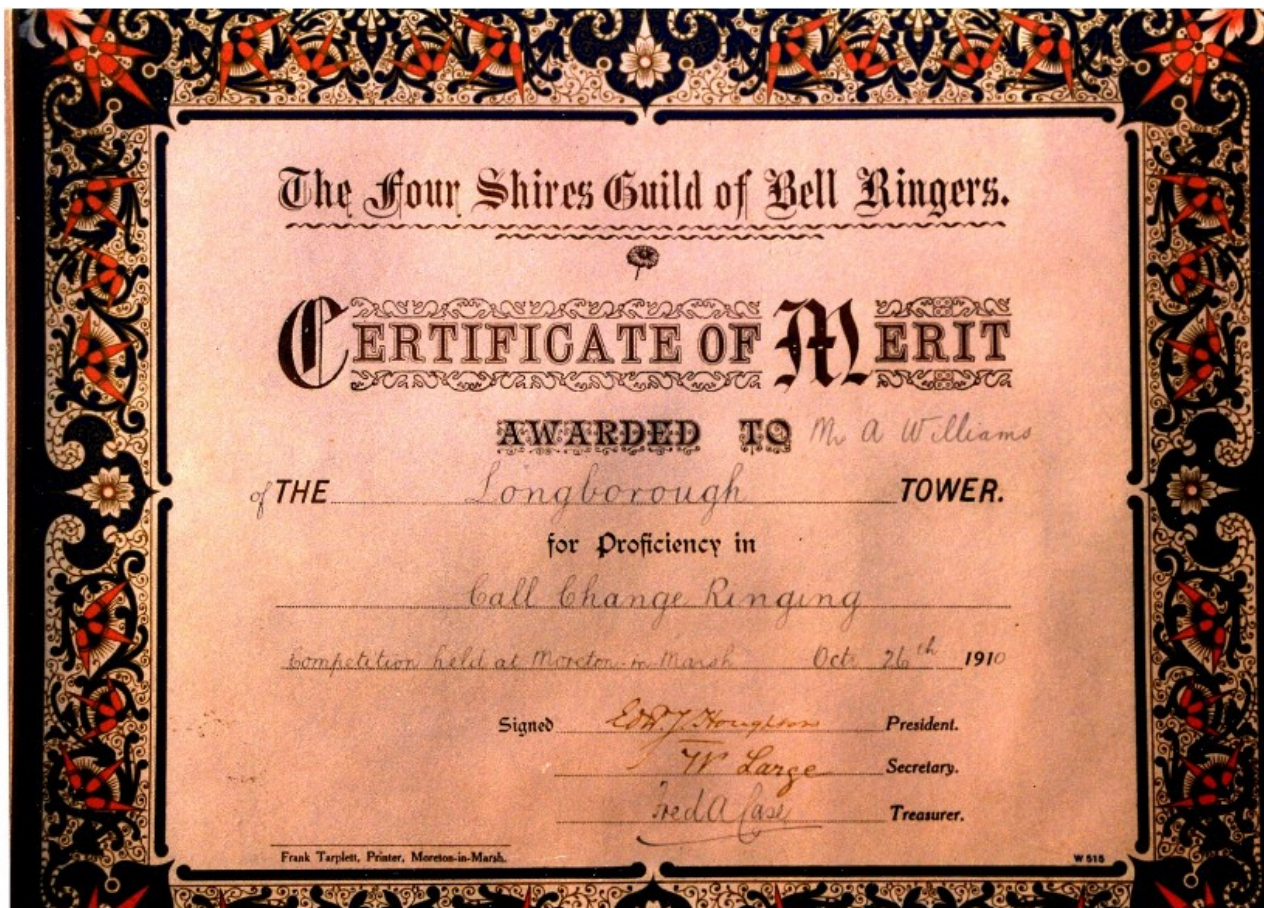 The Four Shires Guild of Bell Ringers.
CERTIFICATE OF MERIT
AWARDED TO Mr A Williams
of THE Longborough TOWER.
for Proficiency in
Call Change Ringing
Competition held at Moreton-in-Marsh Octr 26th 1910
Signed Edw. J. President.
W Large Secretary.
Fred A Case Treasurer.
Frank Tarplett, Printer, Moreton-in-Marsh.
W 515